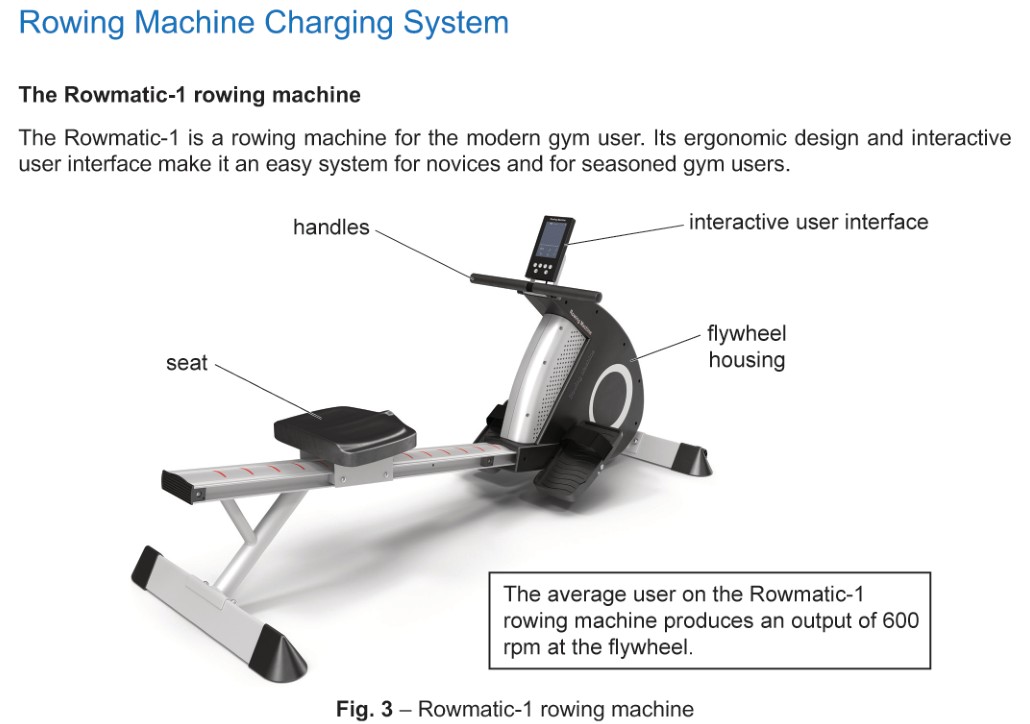 Rowing Machine Charging System
The Rowmatic-1 rowing machine
The Rowmatic-1 is a rowing machine for the modern gym user. Its ergonomic design and interactive
user interface make it an easy system for novices and for seasoned gym users.
handles
interactive user interface
flywheel
housing
seat
The average user on the Rowmatic-1
rowing machine produces an output of 600
rpm at the flywheel.
Fig. 3 – Rowmatic-1 rowing machine